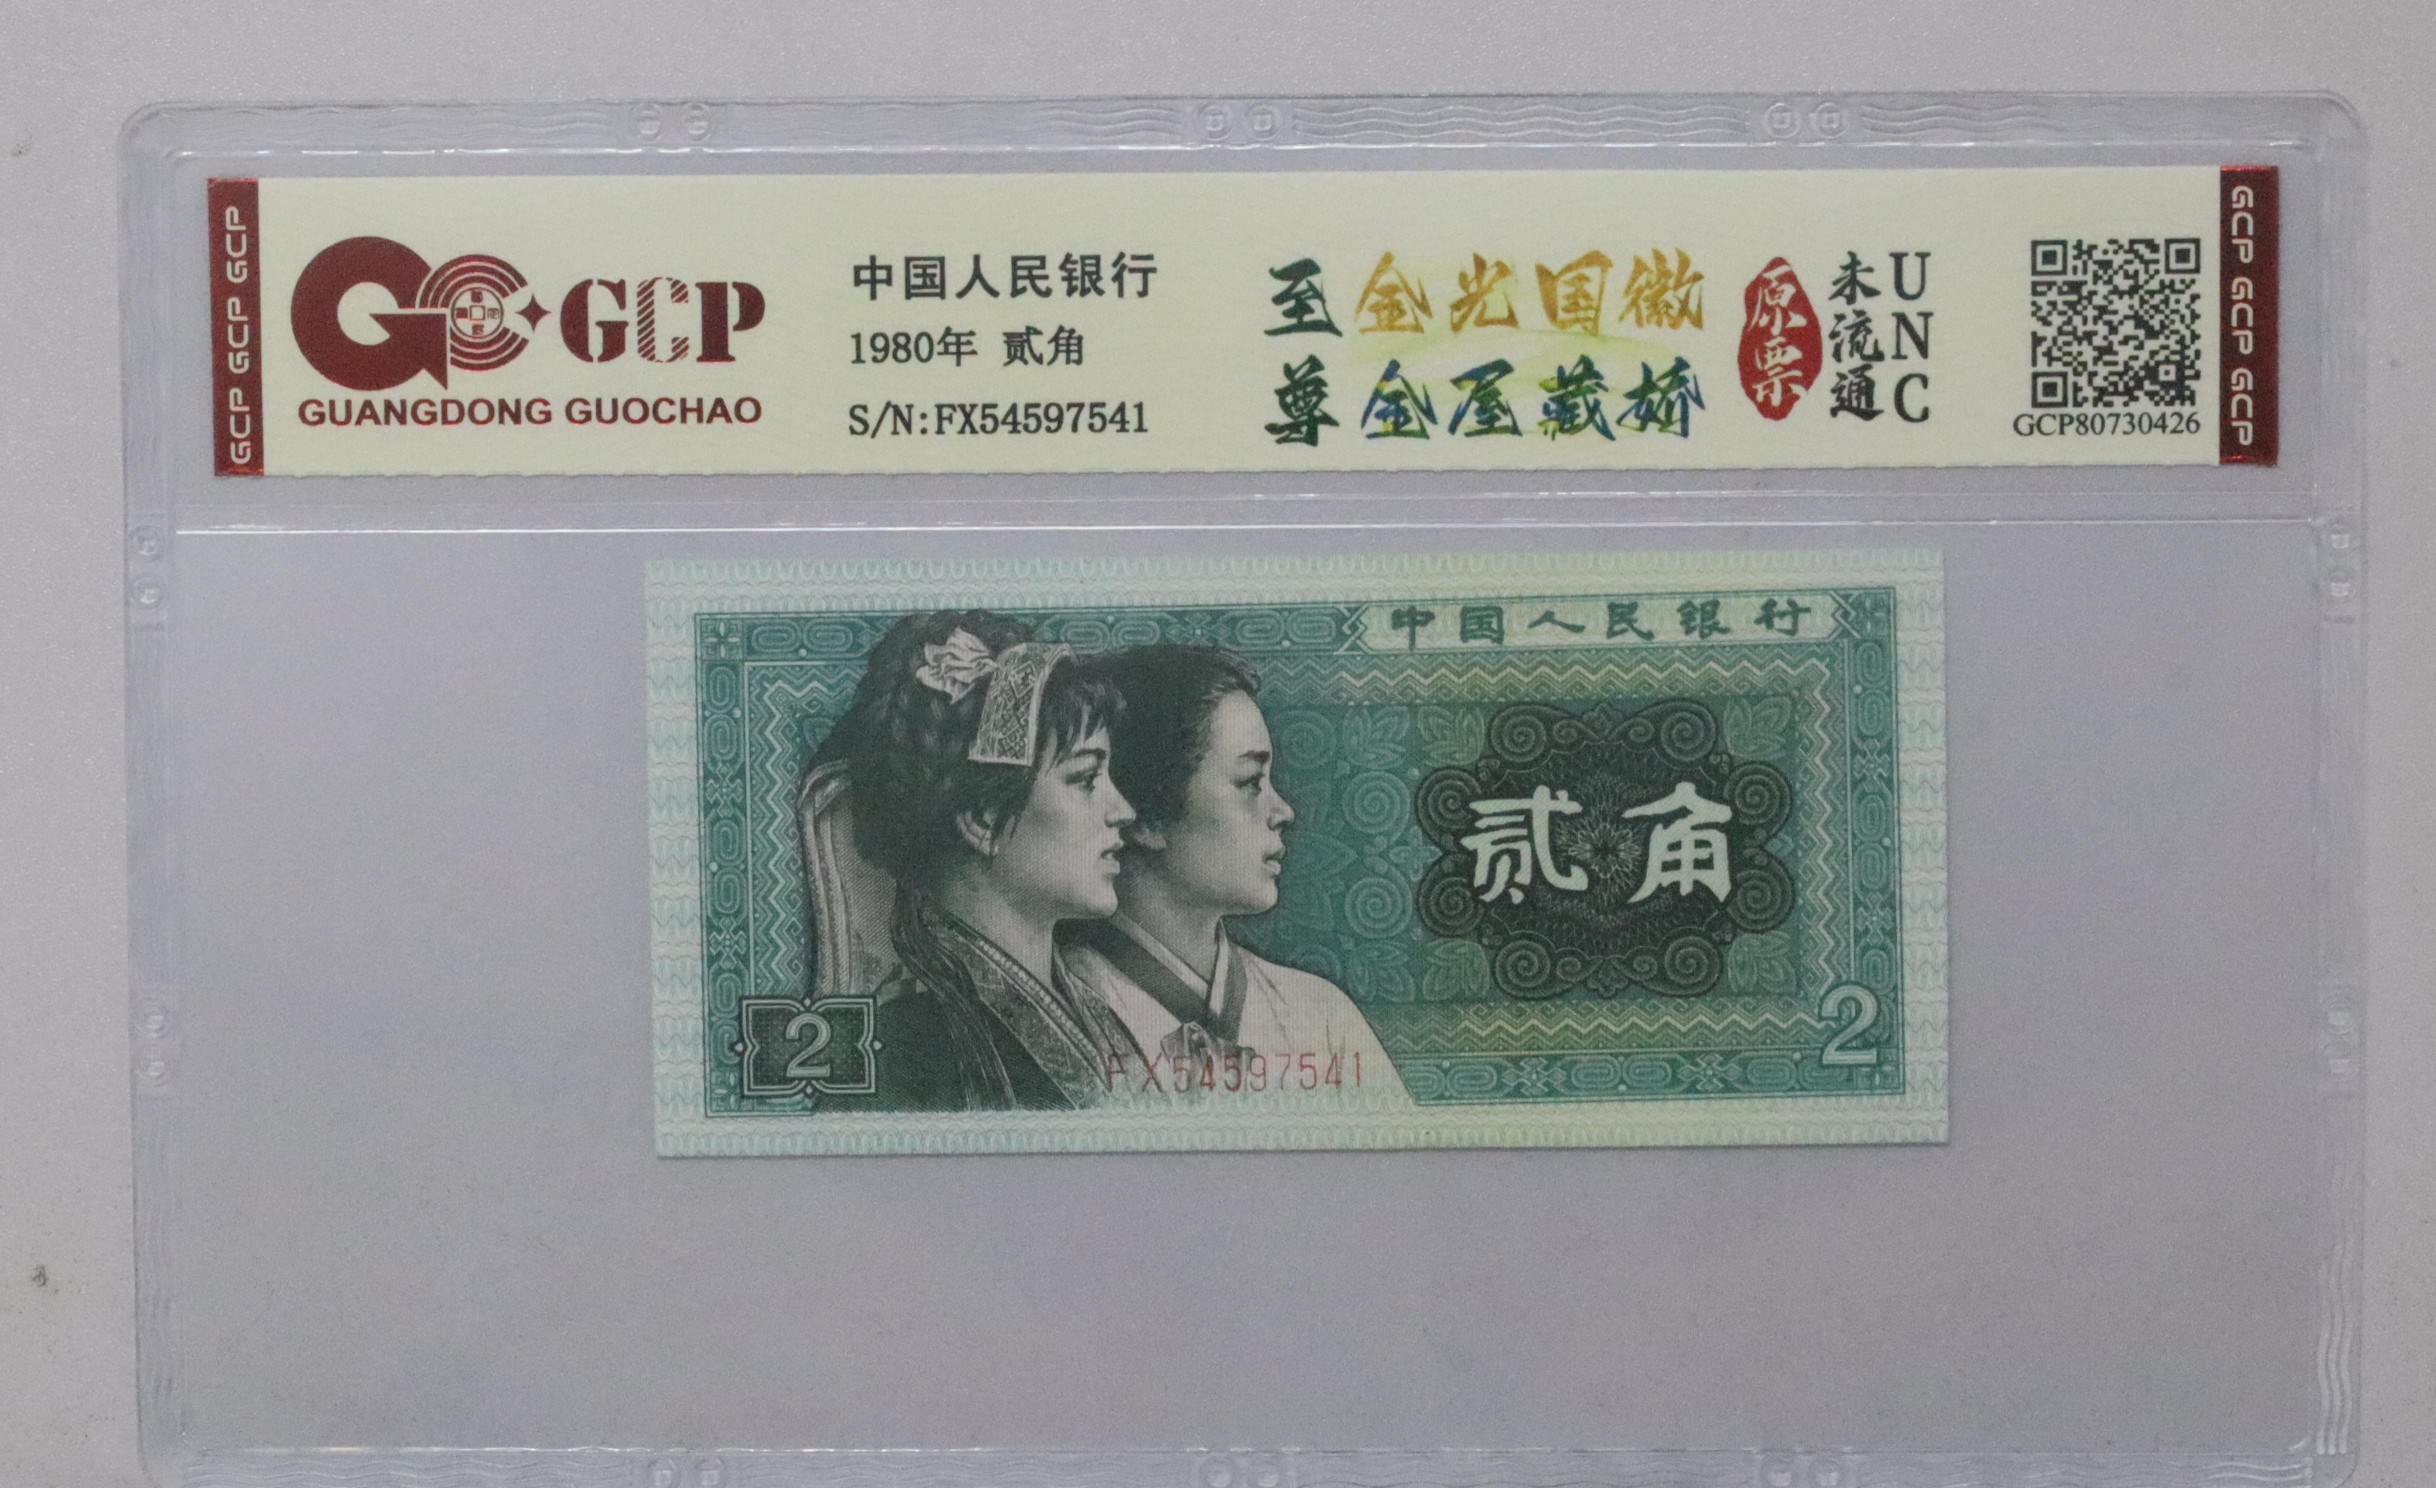 GCP GCP GCP
GCP
GUANGDONG GUOCHAO
中国人民银行
1980年 贰角
S/N:FX54597541
至尊
金光国徽
金屋藏娇
原票
未流通
UNC
GCP80730426
GCP GCP GCP
中国人民银行
贰角
2
2
FX54597541